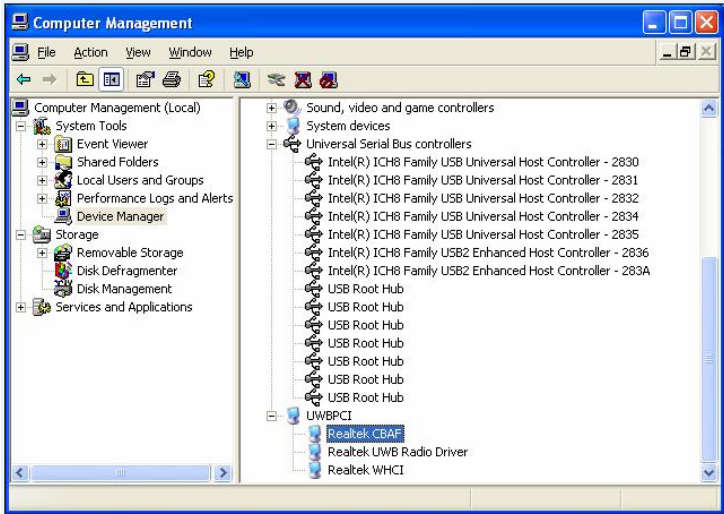 Computer Management
File Action View Window Help
Computer Management (Local)
System Tools
Event Viewer
Shared Folders
Local Users and Groups
Performance Logs and Alerts
Device Manager
Storage
Removable Storage
Disk Defragmenter
Disk Management
Services and Applications
Sound, video and game controllers
System devices
Universal Serial Bus controllers
Intel(R) ICH8 Family USB Universal Host Controller - 2830
Intel(R) ICH8 Family USB Universal Host Controller - 2831
Intel(R) ICH8 Family USB Universal Host Controller - 2832
Intel(R) ICH8 Family USB Universal Host Controller - 2834
Intel(R) ICH8 Family USB Universal Host Controller - 2835
Intel(R) ICH8 Family USB2 Enhanced Host Controller - 2836
Intel(R) ICH8 Family USB2 Enhanced Host Controller - 283A
USB Root Hub
USB Root Hub
USB Root Hub
USB Root Hub
USB Root Hub
USB Root Hub
USB Root Hub
UWBPCI
Realtek CBAF
Realtek UWB Radio Driver
Realtek WHCI